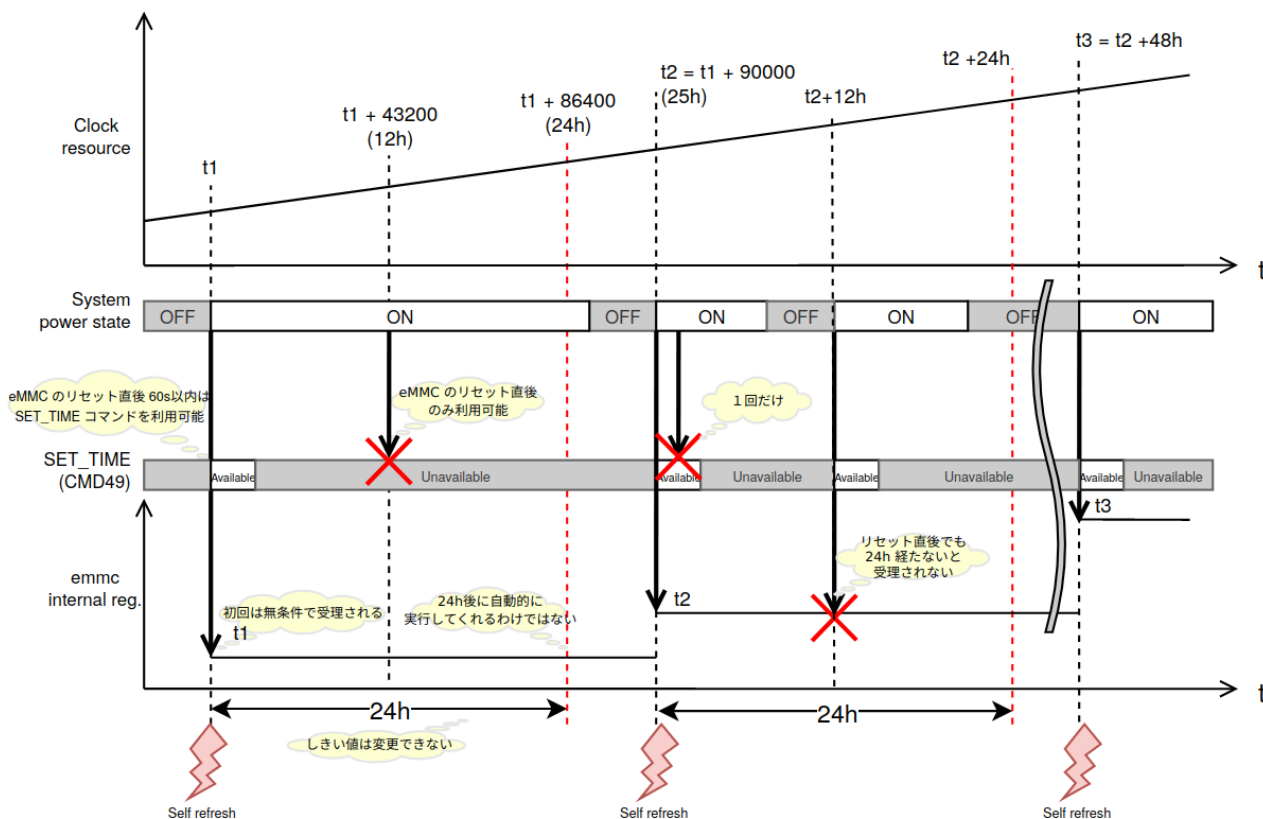 t3 = t2 +48h
t2 +24h
t2 = t1 + 90000
(25h)
t2+12h
t1 + 86400
(24h)
t1 + 43200
(12h)
Clock
resource
t1
t
System
power state
OFF
ON
OFF
ON
OFF
ON
OFF
ON
eMMC のリセット直後 60s以内は
SET_TIME コマンドを利用可能
eMMC のリセット直後
のみ利用可能
１回だけ
SET_TIME
(CMD49)
Available
Unavailable
Available
Unavailable
Available
Unavailable
Available
Unavailable
t3
リセット直後でも
24h 経たないと
受理されない
emmc
internal reg.
初回は無条件で受理される
t1
24h後に自動的に
実行してくれるわけではない
t2
t
24h
24h
しきい値は変更できない
Self refresh
Self refresh
Self refresh